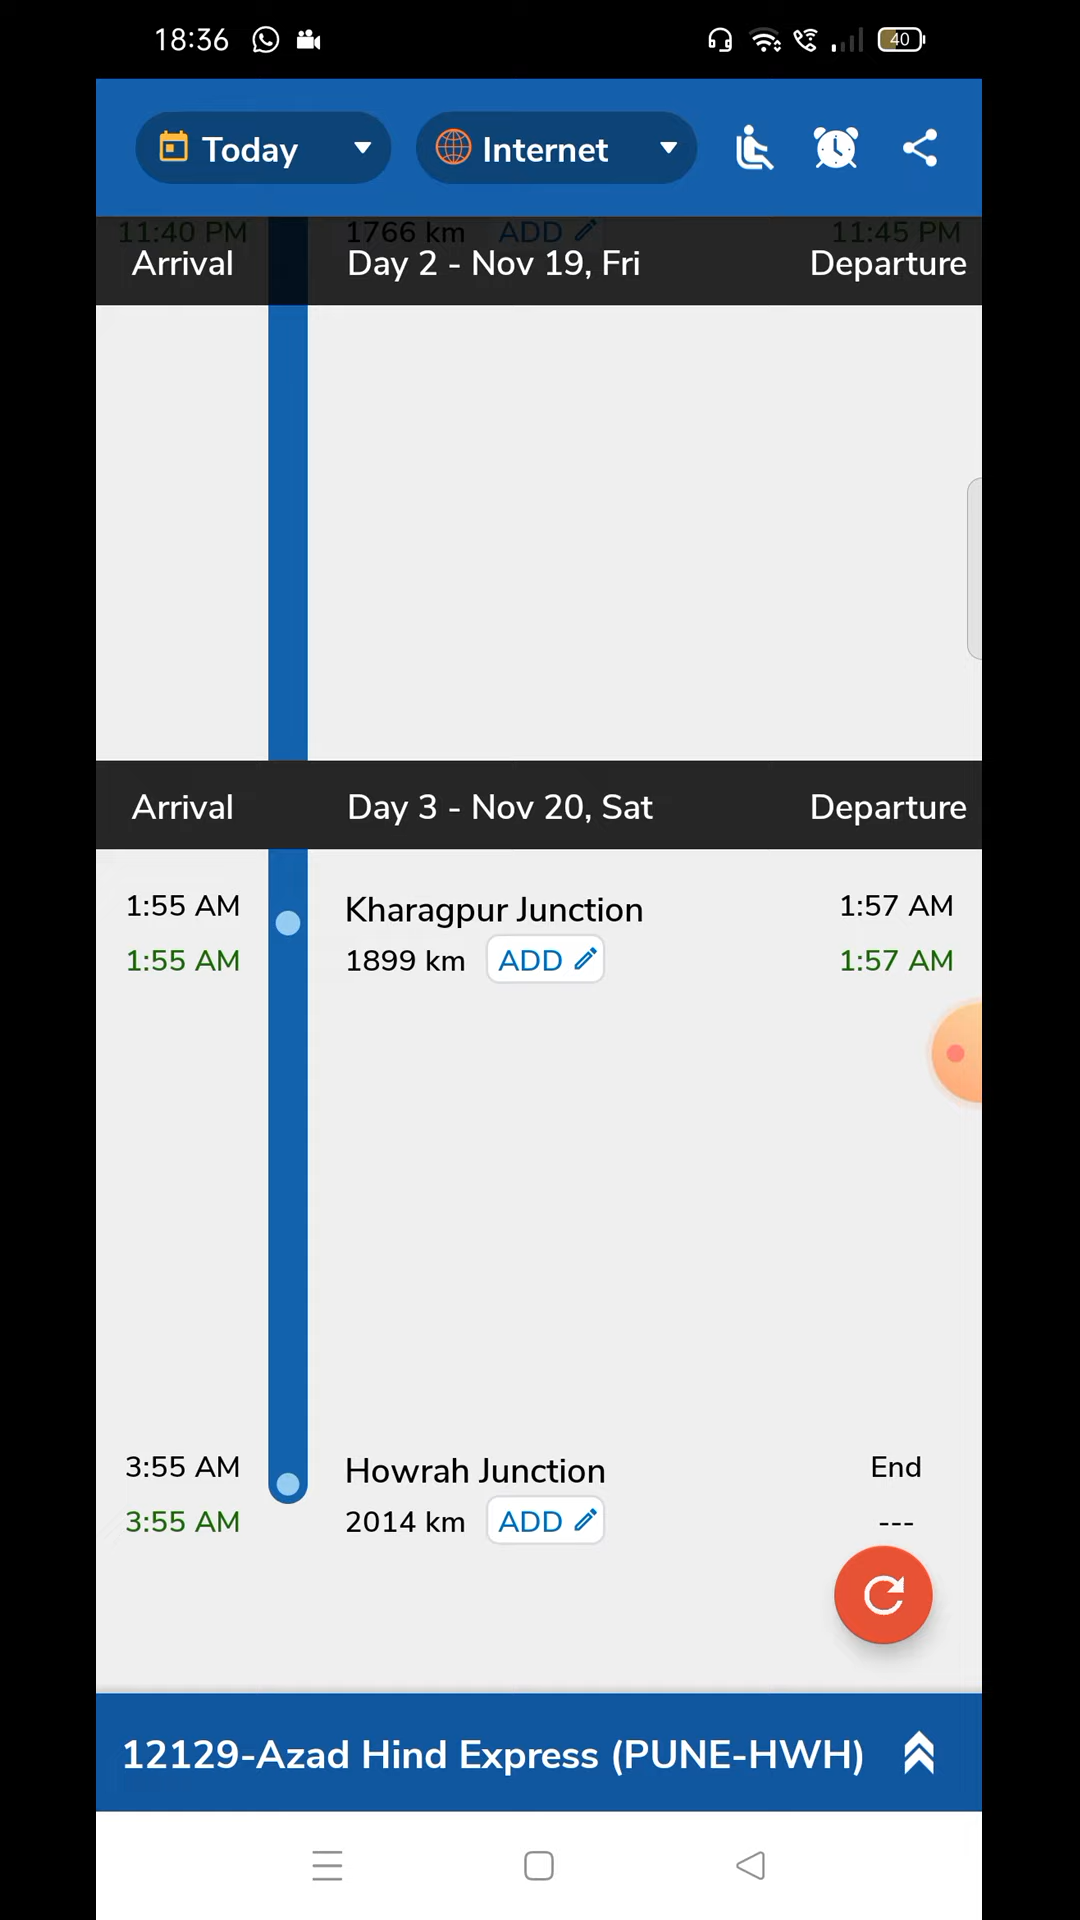 18:36
40
Today
Internet
11:40 PM 1766 km ADD 11:45 PM
Arrival Day 2 - Nov 19, Fri Departure
Arrival Day 3 - Nov 20, Sat Departure
1:55 AM Kharagpur Junction 1:57 AM
1:55 AM 1899 km ADD 1:57 AM
3:55 AM Howrah Junction End
3:55 AM 2014 km ADD ---
12129-Azad Hind Express (PUNE-HWH)